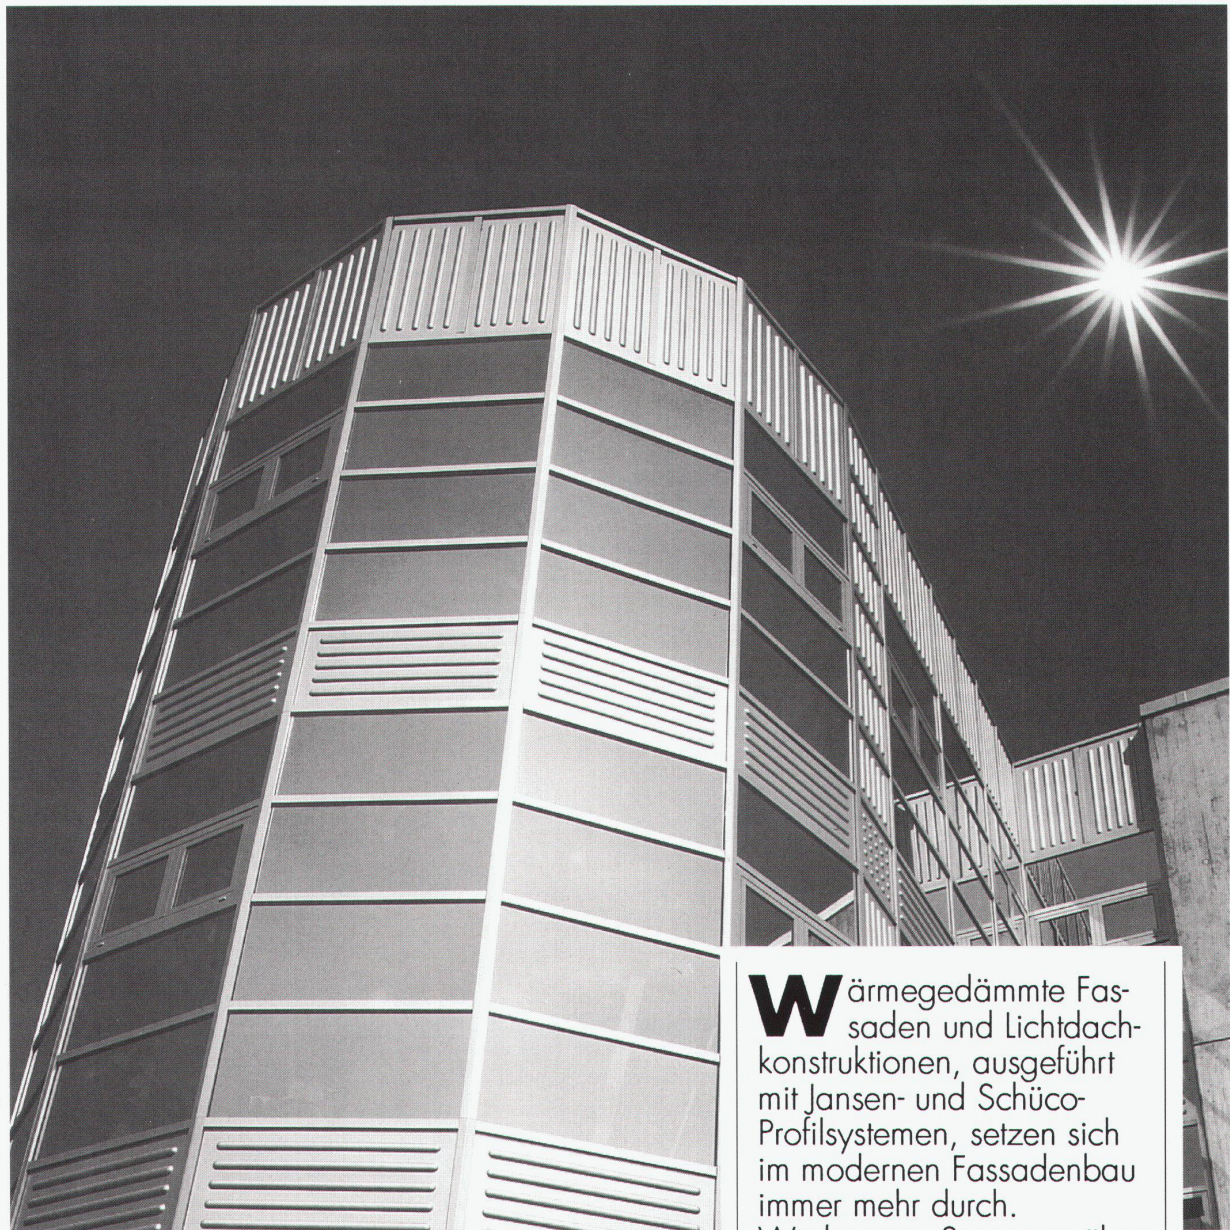 Wärmegedämmte Fas-
saden und Lichtdach-
konstruktionen, ausgeführt
mit Jansen- und Schüco-
Profilsystemen, setzen sich
im modernen Fassadenbau
immer mehr durch.